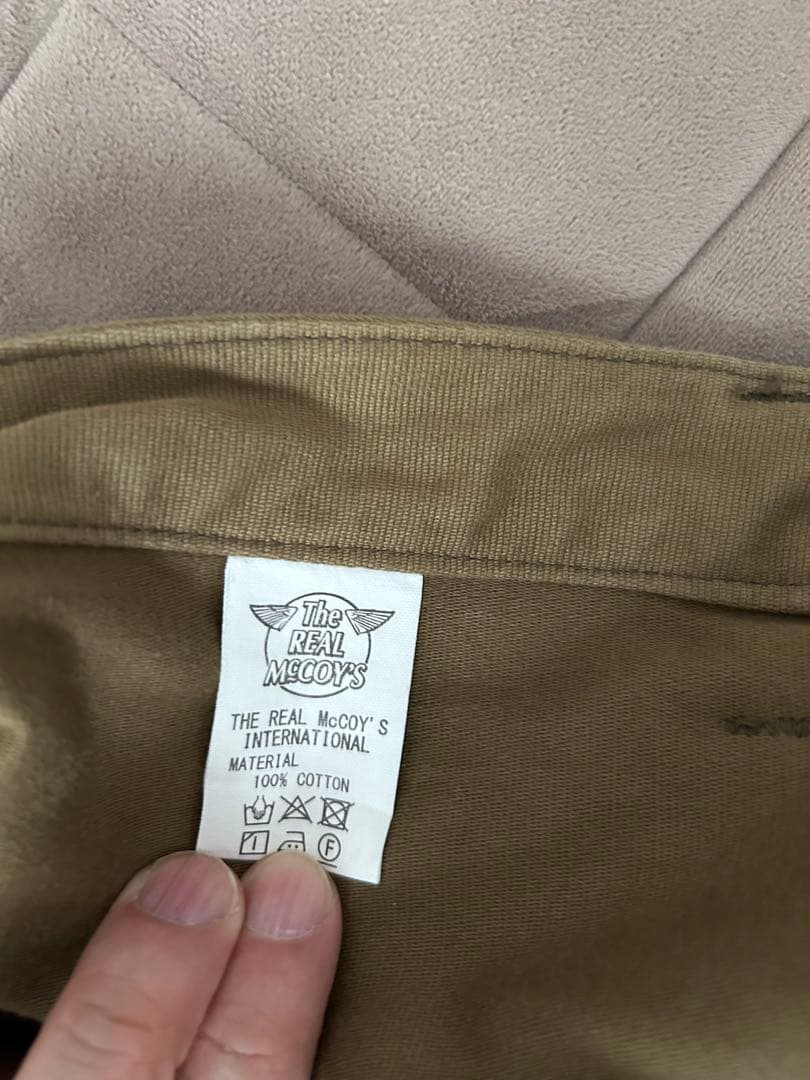 The
REAL
McCOY'S
THE REAL McCOY'S
INTERNATIONAL
MATERIAL
100% COTTON
F